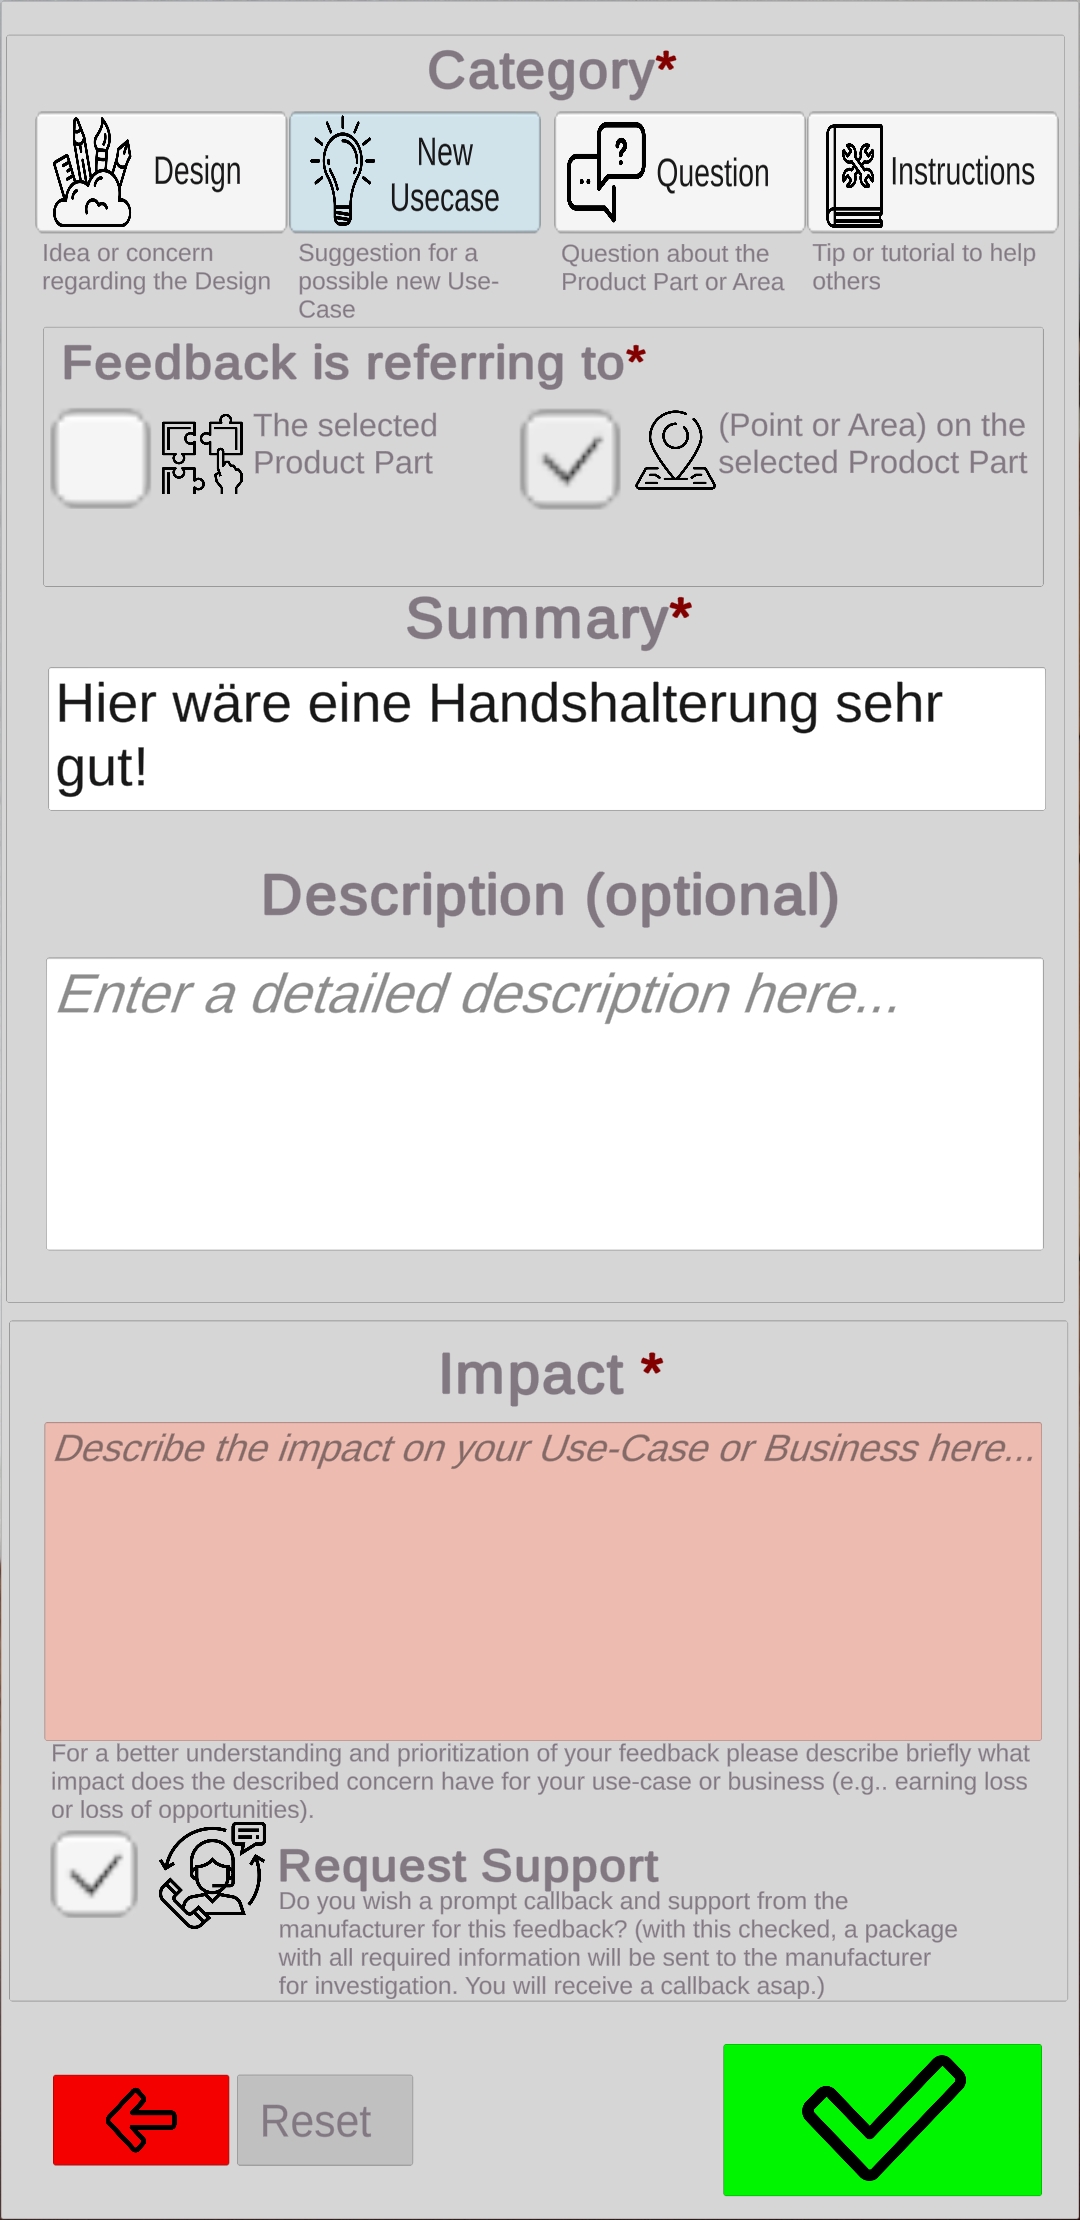 Category*
Design
New
Usecase
Question
Instructions
Idea or concern
regarding the Design
Suggestion for a
possible new Use-
Case
Question about the
Product Part or Area
Tip or tutorial to help
others
Feedback is referring to*
The selected
Product Part
(Point or Area) on the
selected Prodoct Part
Summary*
Hier wäre eine Handshalterung sehr
gut!
Description (optional)
Enter a detailed description here...
Impact *
Describe the impact on your Use-Case or Business here...
For a better understanding and prioritization of your feedback please describe briefly what
impact does the described concern have for your use-case or business (e.g.. earning loss
or loss of opportunities).
Request Support
Do you wish a prompt callback and support from the
manufacturer for this feedback? (with this checked, a package
with all required information will be sent to the manufacturer
for investigation. You will receive a callback asap.)
Reset